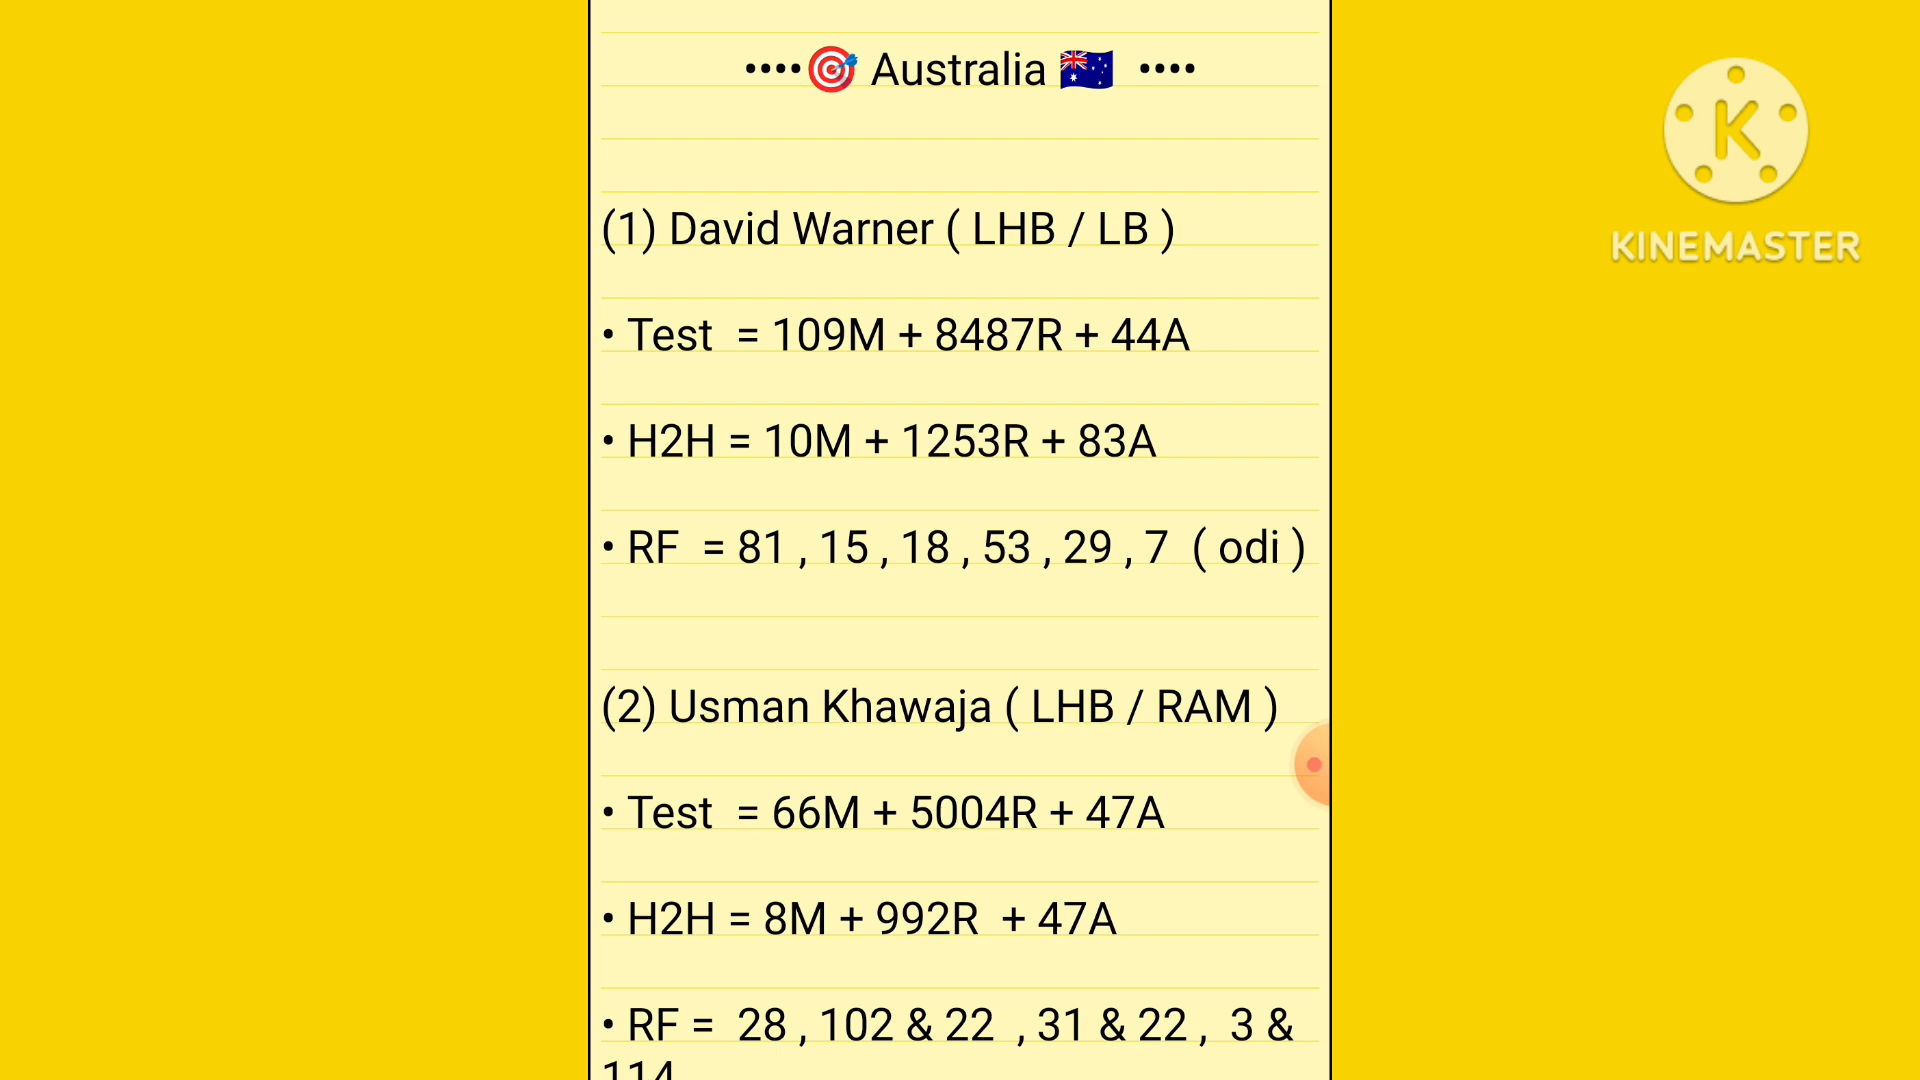 ••••🎯 Australia 🇦🇺 ••••
K
KINEMASTER
(1) David Warner ( LHB / LB )
• Test = 109M + 8487R + 44A
• H2H = 10M + 1253R + 83A
• RF = 81 , 15 , 18 , 53 , 29 , 7 ( odi )
(2) Usman Khawaja ( LHB / RAM )
• Test = 66M + 5004R + 47A
• H2H = 8M + 992R + 47A
• RF = 28 , 102 & 22 , 31 & 22 , 3 &
114